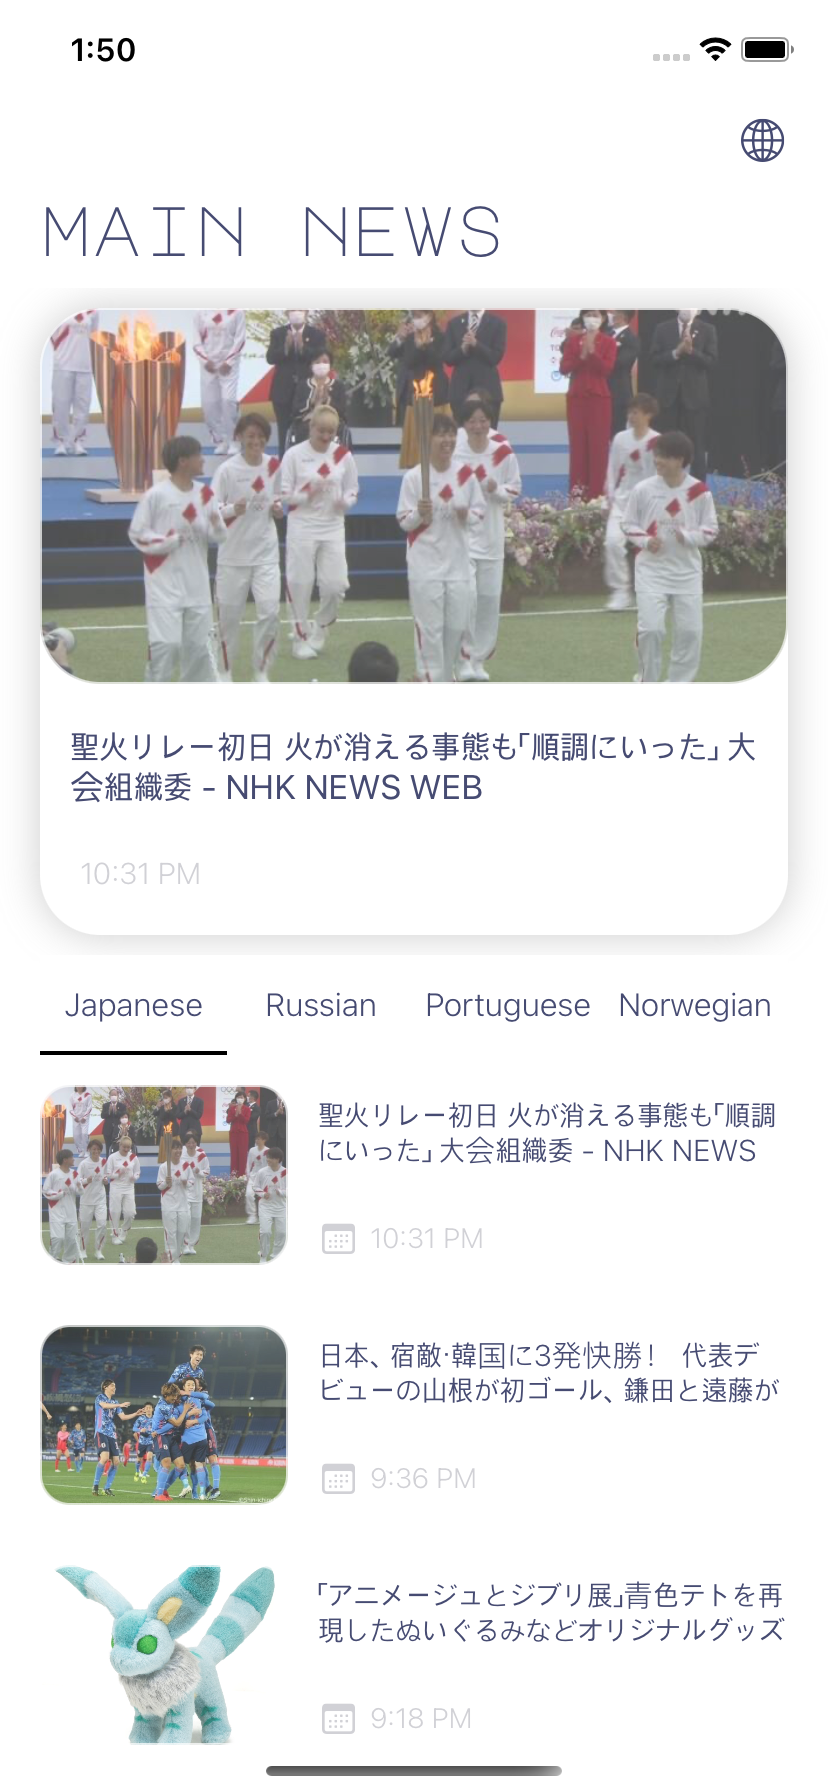 1:50
MAIN NEWS
聖火リレー初日 火が消える事態も「順調にいった」 大
会組織委 - NHK NEWS WEB
10:31 PM
Japanese Russian Portuguese Norwegian
聖火リレー初日 火が消える事態も「順調
にいった」 大会組織委 - NHK NEWS
10:31 PM
日本、宿敵·韓国に3発快勝！ 代表デ
ビューの山根が初ゴール、鎌田と遠藤が
9:36 PM
「アニメージュとジブリ展」青色テトを再
現したぬいぐるみなどオリジナルグッズ
9:18 PM